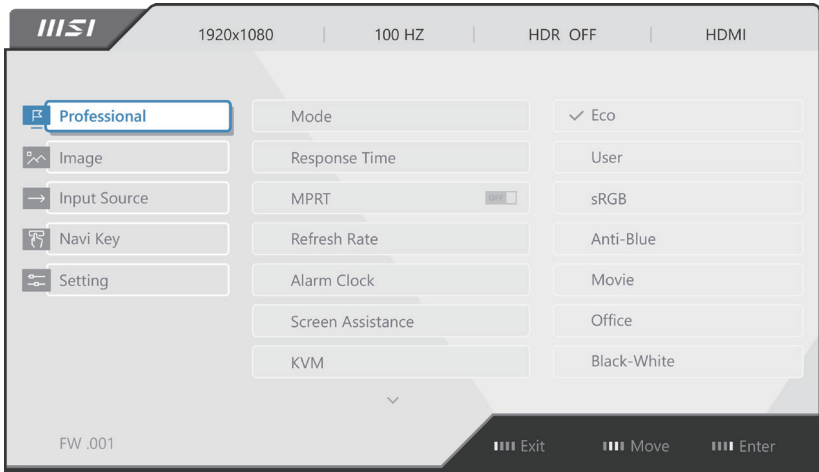 msi 1920x1080 100 HZ HDR OFF HDMI
Professional Mode Eco
Image Response Time User
Input Source MPRT OFF sRGB
Navi Key Refresh Rate Anti-Blue
Setting Alarm Clock Movie
Screen Assistance Office
KVM Black-White
FW .001 Exit Move Enter